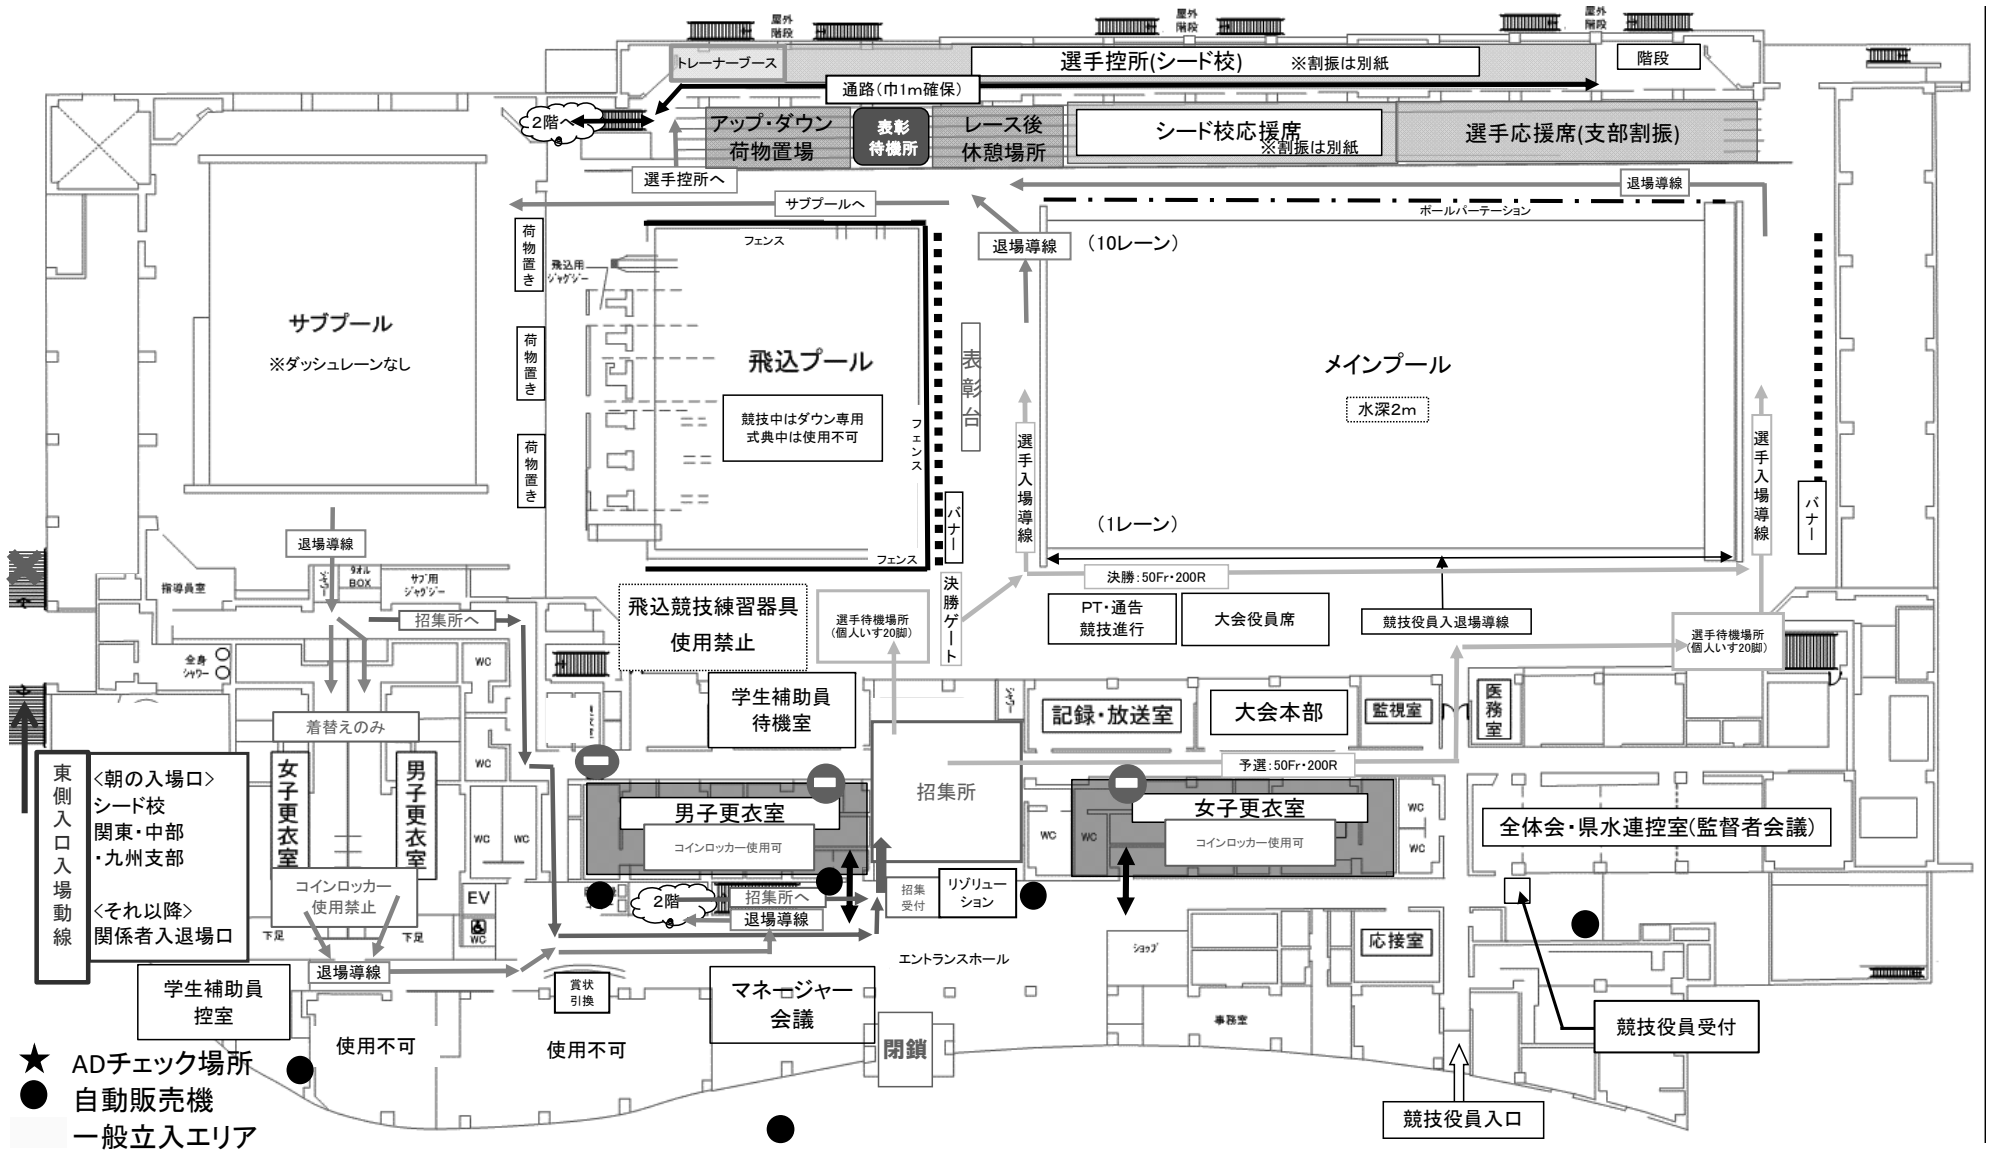 屋外
階段
屋外
階段
屋外
階段
トレーナーブース
選手控所(シード校)　※割振は別紙
階段
通路(巾1m確保)
2階へ
アップ・ダウン
荷物置場
表彰
待機所
レース後
休憩場所
シード校応援席
※割振は別紙
選手応援席(支部割振)
選手控所へ
退場導線
サブプールへ
ポールパーテーション
荷物置き
フェンス
退場導線
(10レーン)
飛込用
ジャグジー
サブプール
※ダッシュレーンなし
荷物置き
飛込プール
表彰台
メインプール
競技中はダウン専用
式典中は使用不可
水深2m
フェンス
荷物置き
選手入場導線
選手入場導線
バナー
バナー
(1レーン)
退場導線
フェンス
シャワー
タオル
BOX
サブ用
ジャグジー
指導員室
決勝ゲート
決勝:50Fr・200R
招集所へ
飛込競技練習器具
使用禁止
選手待機場所
(個人いす20脚)
PT・通告
競技進行
大会役員席
競技役員入退場導線
選手待機場所
(個人いす20脚)
全身
シャワー
WC
学生補助員
待機室
シャワー
記録・放送室
大会本部
監視室
医務室
着替えのみ
東側入口入場動線
<朝の入場口>
シード校
関東・中部
・九州支部
<それ以降>
関係者入退場口
女子更衣室
男子更衣室
WC
予選:50Fr・200R
招集所
男子更衣室
コインロッカー使用可
女子更衣室
コインロッカー使用可
WC
WC
WC
WC
WC
WC
全体会・県水連控室(監督者会議)
コインロッカー
使用禁止
EV
WC
2階
招集所へ
退場導線
招集
受付
リゾリュー
ション
下足
下足
退場導線
エントランスホール
ショップ
応接室
学生補助員
控室
賞状
引換
マネージャー
会議
事務室
競技役員受付
使用不可
使用不可
閉鎖
競技役員入口
★ ADチェック場所
● 自動販売機
一般立入エリア